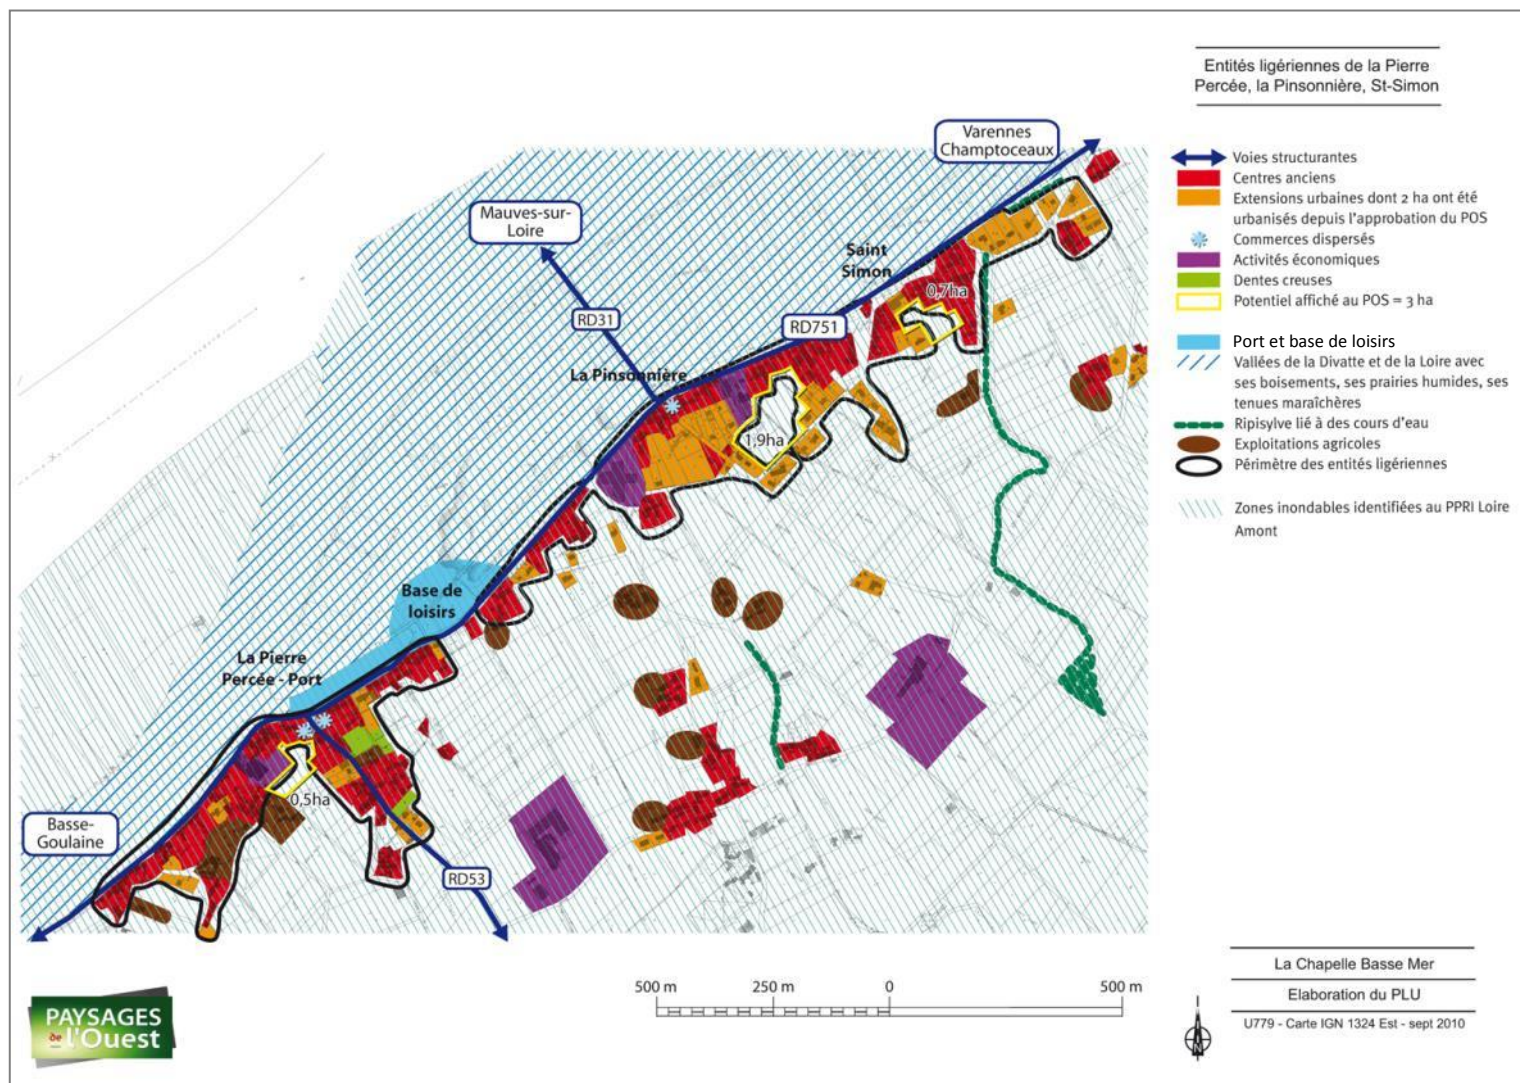 Entités ligériennes de la Pierre
Percée, la Pinsonnière, St-Simon
Varennes
Champtoceaux
Mauves-sur-
Loire
Saint
Simon
0,7ha
RD31
RD751
La Pinsonnière
1,9ha
Base de
loisirs
La Pierre
Percée - Port
0,5ha
Basse-
Goulaine
RD53
Voies structurantes
Centres anciens
Extensions urbaines dont 2 ha ont été
urbanisés depuis l'approbation du POS
Commerces dispersés
Activités économiques
Dentes creuses
Potentiel affiché au POS = 3 ha
Port et base de loisirs
Vallées de la Divatte et de la Loire avec
ses boisements, ses prairies humides, ses
tenues maraîchères
Ripisylve lié à des cours d'eau
Exploitations agricoles
Périmètre des entités ligériennes
Zones inondables identifiées au PPRI Loire
Amont
PAYSAGES
de l'Ouest
500 m 250 m 0 500 m
N
La Chapelle Basse Mer
Elaboration du PLU
U779 - Carte IGN 1324 Est - sept 2010